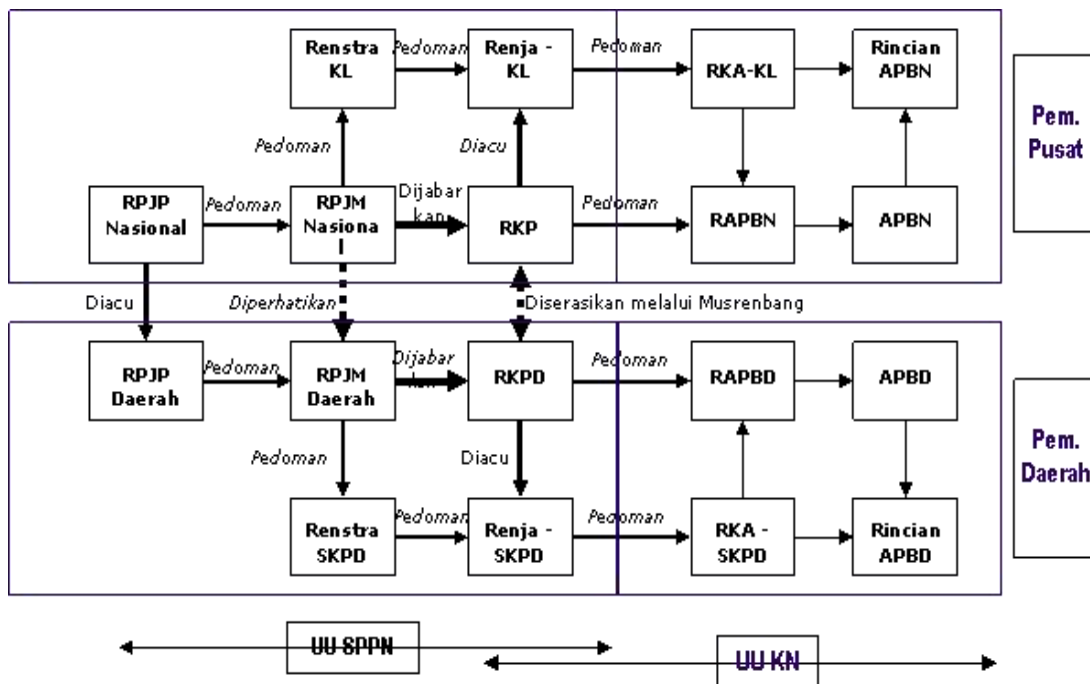 Renstra
KL
Pedoman
Renja -
KL
Pedoman
RKA-KL
Rincian
APBN
Pem.
Pusat
Pedoman
Diacu
RPJP
Nasional
Pedoman
RPJM
Nasiona
Dijabar
kan
RKP
Pedoman
RAPBN
APBN
Diacu
Diperhatikan
Diserasikan melalui Musrenbang
RPJP
Daerah
Pedoman
RPJM
Daerah
Dijabar
RKPD
Pedoman
RAPBD
APBD
Pem.
Daerah
Pedoman
Diacu
Renstra
SKPD
Pedoman
Renja -
SKPD
Pedoman
RKA -
SKPD
Rincian
APBD
UU SPPN
UU KN